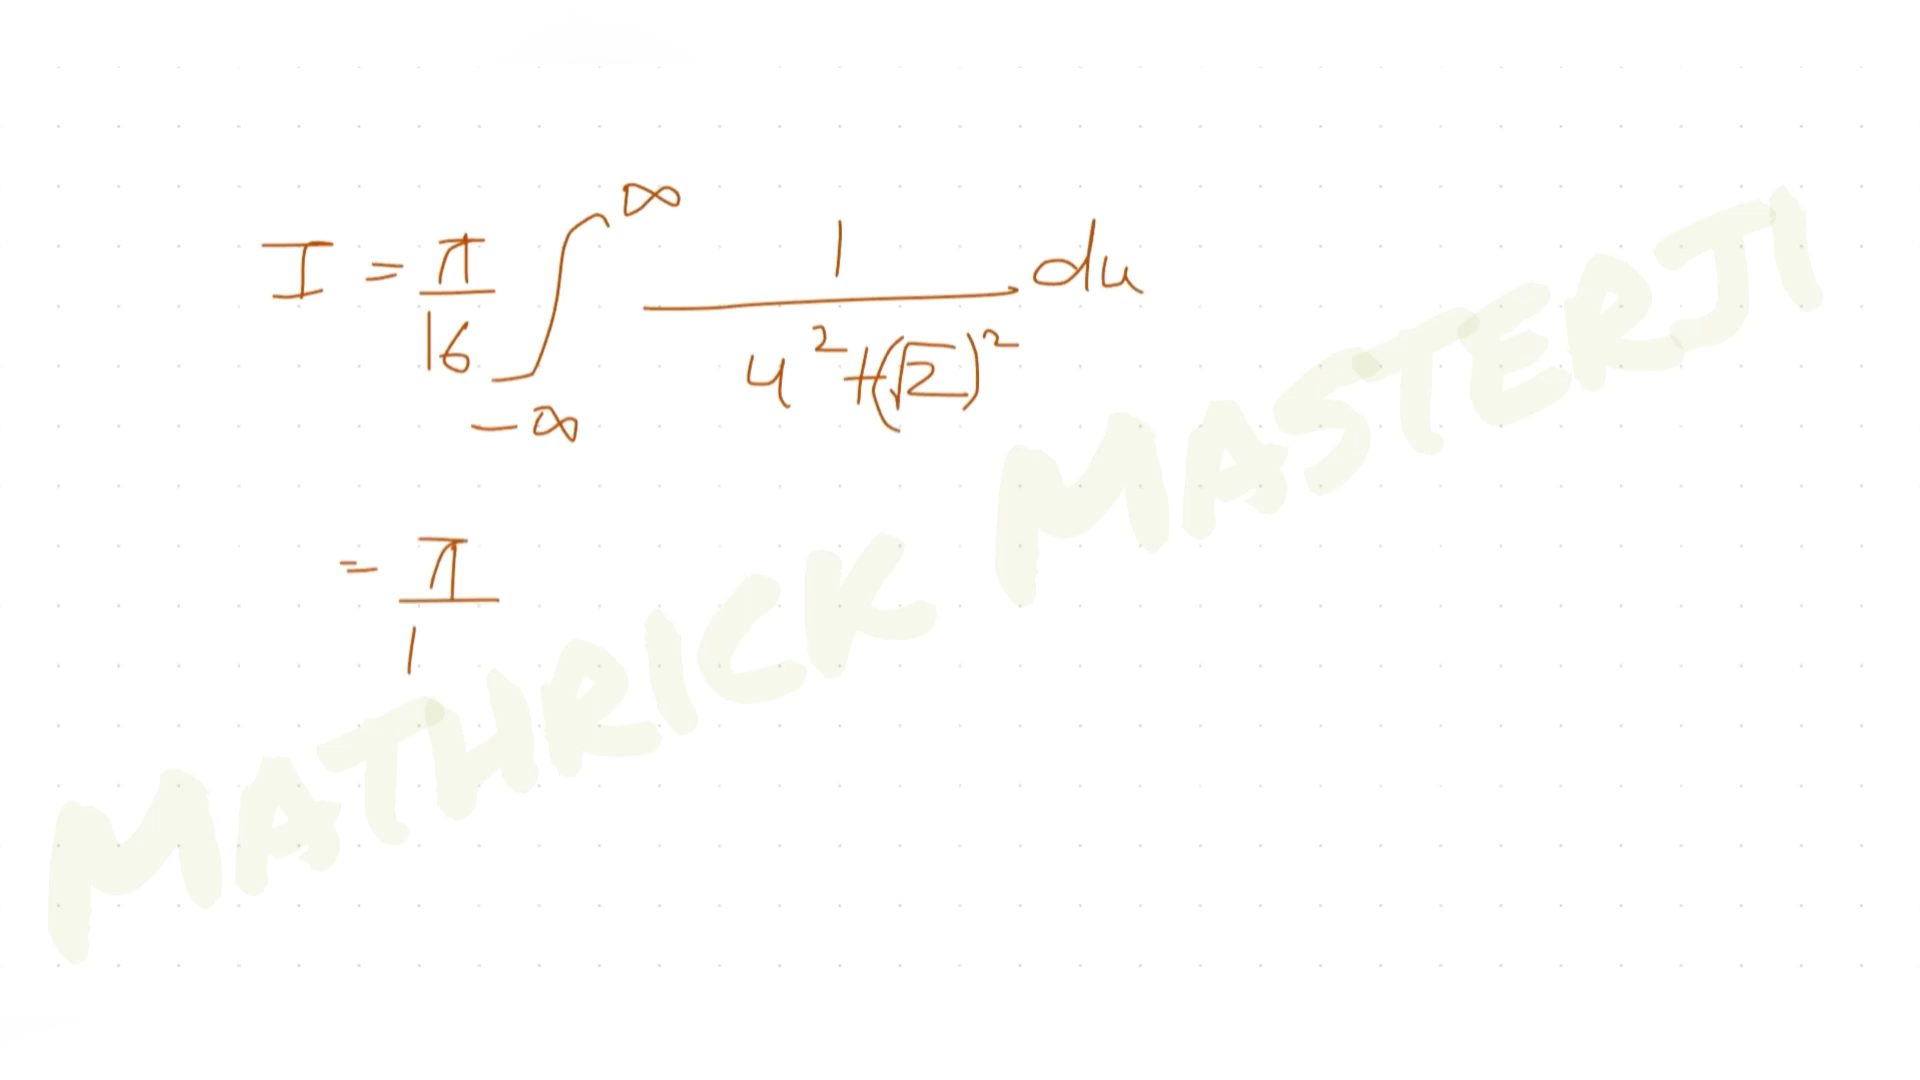 I = π/16 ∫_{-∞}^{∞} 1/(u²+(√2)²) du
= π/1
MATHRICK MASTERJI